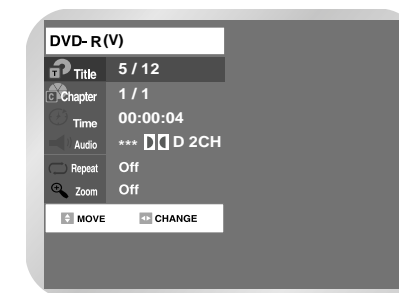 DVD-R(V)
T Title 5 / 12
C Chapter 1 / 1
Time 00:00:04
Audio *** D 2CH
Repeat Off
Zoom Off
MOVE CHANGE